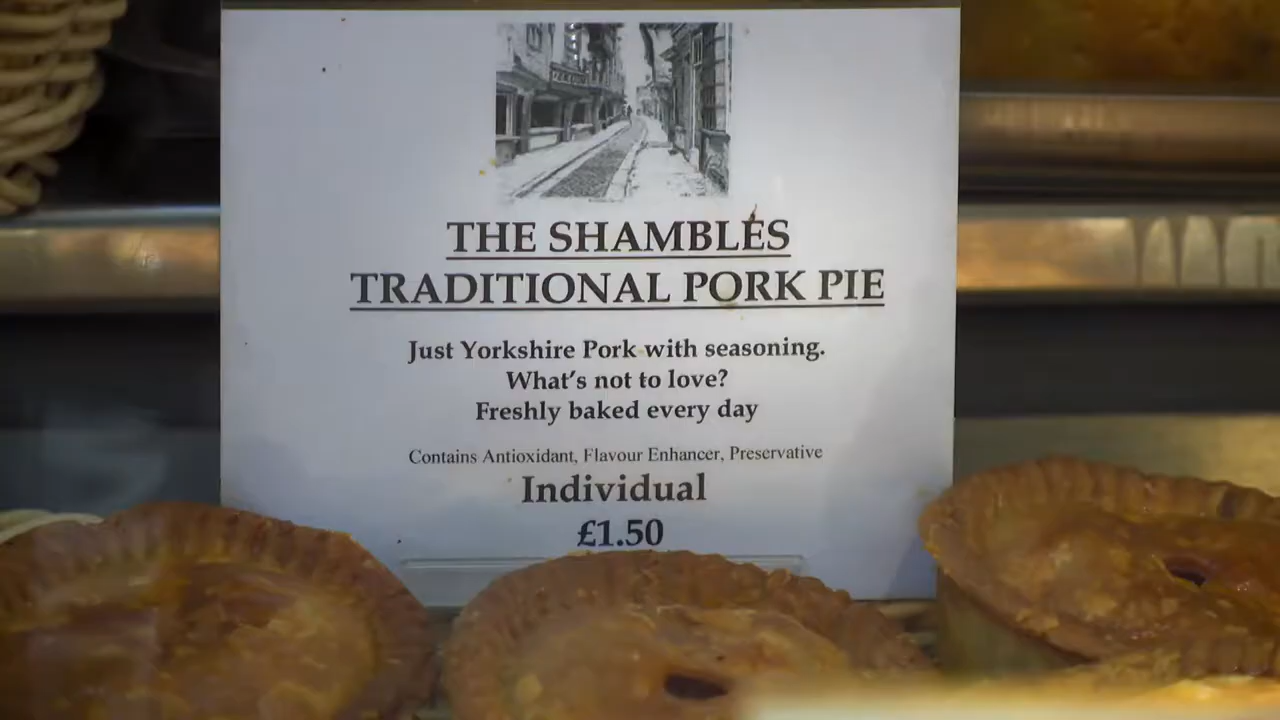 THE SHAMBLES
TRADITIONAL PORK PIE
Just Yorkshire Pork with seasoning.
What's not to love?
Freshly baked every day
Contains Antioxidant, Flavour Enhancer, Preservative
Individual
£1.50